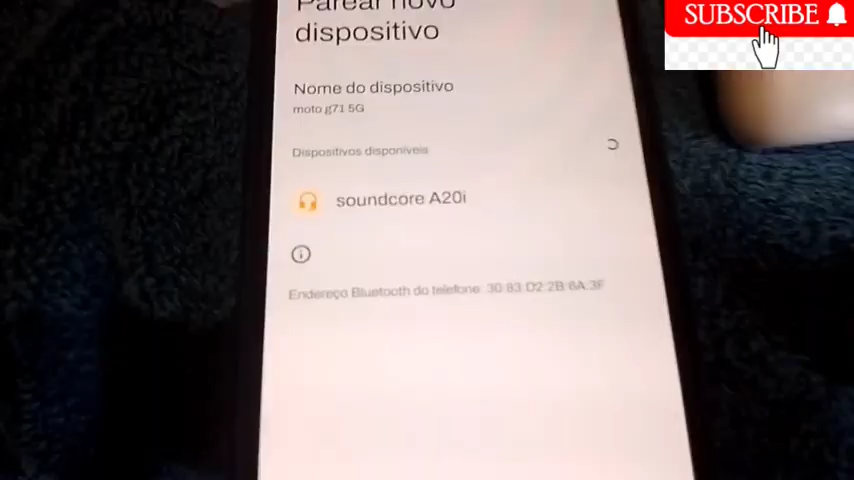 SUBSCRIBE
Parear novo
dispositivo
Nome do dispositivo
moto g71 5G
Dispositivos disponíveis
soundcore A20i
Endereço Bluetooth do telefone: 30:83:D2:2B:6A:3F